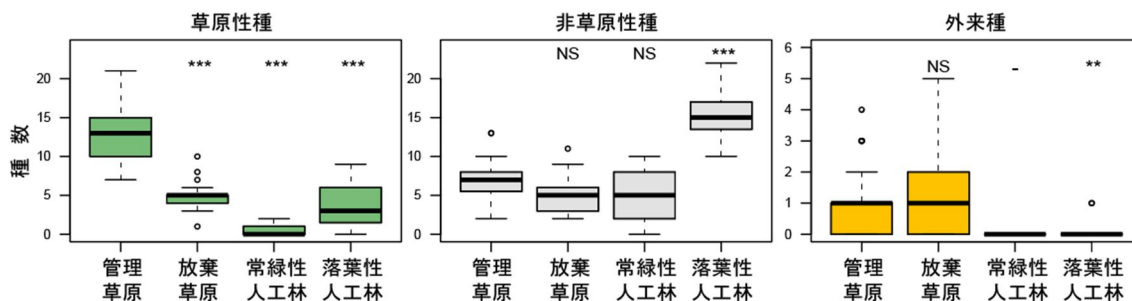 草原性種
非草原性種
外来種
種 数
20
15
10
5
0
***
***
***
管理
草原
放棄
草原
常緑性
人工林
落葉性
人工林
20
15
10
5
0
NS
NS
***
管理
草原
放棄
草原
常緑性
人工林
落葉性
人工林
6
5
4
3
2
1
0
NS
-
**
管理
草原
放棄
草原
常緑性
人工林
落葉性
人工林